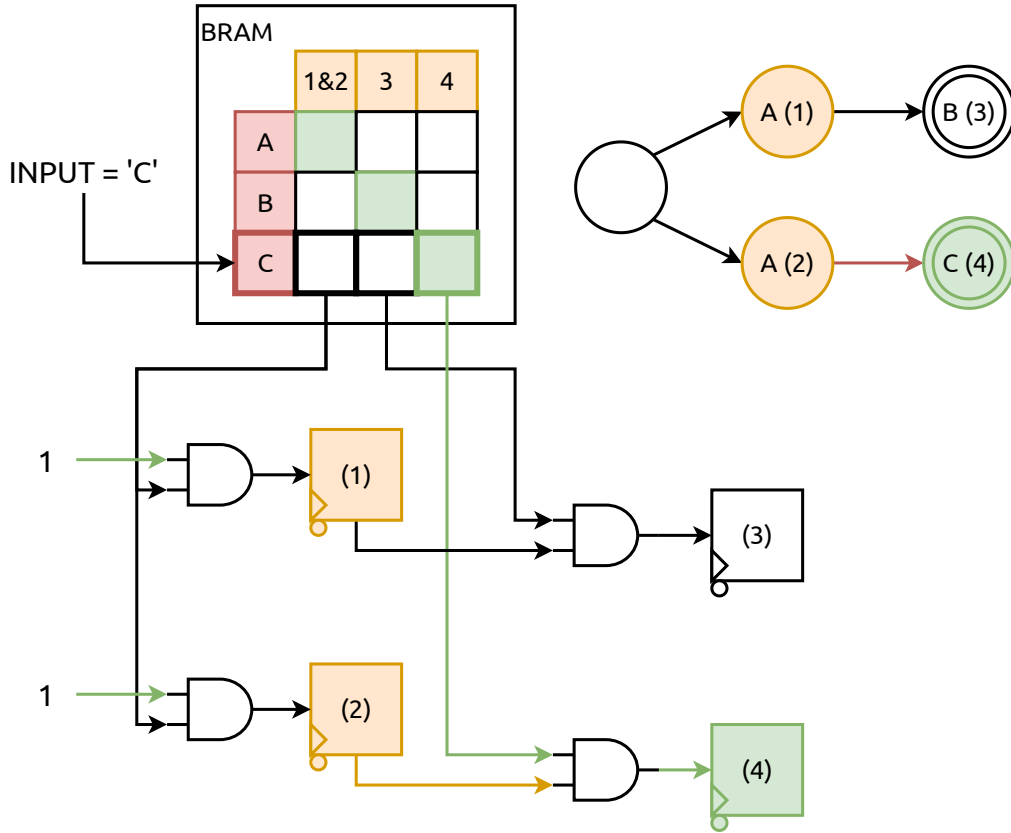 BRAM
1&2 3 4
A
B
C
INPUT = 'C'
A (1)
B (3)
A (2)
C (4)
1
(1)
(3)
1
(2)
(4)